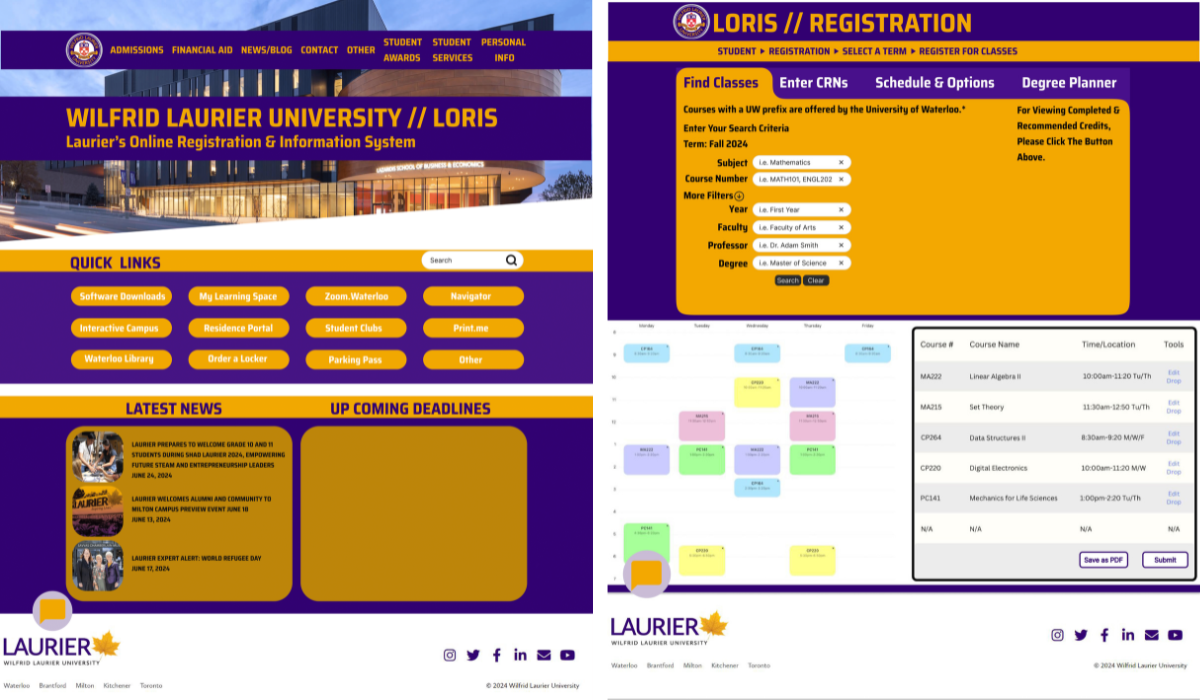 ADMISSIONS FINANCIAL AID NEWS/BLOG CONTACT OTHER STUDENT AWARDS STUDENT SERVICES PERSONAL INFO
WILFRID LAURIER UNIVERSITY // LORIS
Laurier's Online Registration & Information System
LAZARIDIS SCHOOL OF BUSINESS & ECONOMICS
QUICK LINKS
Search
Software Downloads My Learning Space Zoom.Waterloo Navigator
Interactive Campus Residence Portal Student Clubs Print.me
Waterloo Library Order a Locker Parking Pass Other
LATEST NEWS
LAURIER PREPARES TO WELCOME GRADE 10 AND 11
STUDENTS DURING SHAD LAURIER 2024, EMPOWERING
FUTURE STEAM AND ENTREPRENEURSHIP LEADERS
JUNE 24, 2024
LAURIER WELCOMES ALUMNI AND COMMUNITY TO
MILTON CAMPUS PREVIEW EVENT JUNE 18
JUNE 13, 2024
LAURIER EXPERT ALERT: WORLD REFUGEE DAY
JUNE 17, 2024
LAURIER
UP COMING DEADLINES
LAURIER
WILFRID LAURIER UNIVERSITY
Waterloo Brantford Milton Kitchener Toronto
© 2024 Wilfrid Laurier University
LORIS // REGISTRATION
STUDENT ▸ REGISTRATION ▸ SELECT A TERM ▸ REGISTER FOR CLASSES
Find Classes Enter CRNs Schedule & Options Degree Planner
Courses with a UW prefix are offered by the University of Waterloo.*
Enter Your Search Criteria
Term: Fall 2024
Subject i.e. Mathematics ×
Course Number i.e. MATH101, ENGL202 ×
More Filters
Year i.e. First Year ×
Faculty i.e. Faculty of Arts ×
Professor i.e. Dr. Adam Smith ×
Degree i.e. Master of Science ×
Search Clear
For Viewing Completed &
Recommended Credits,
Please Click The Button
Above.
Monday Tuesday Wednesday Thursday Friday
Course # Course Name Time/Location Tools
MA222 Linear Algebra II 10:00am-11:20 Tu/Th Edit Drop
MA215 Set Theory 11:30am-12:50 Tu/Th Edit Drop
CP264 Data Structures II 8:30am-9:20 M/W/F Edit Drop
CP220 Digital Electronics 10:00am-11:20 M/W Edit Drop
PC141 Mechanics for Life Sciences 1:00pm-2:20 Tu/Th Edit Drop
N/A N/A N/A N/A
Save as PDF Submit
LAURIER
WILFRID LAURIER UNIVERSITY
Waterloo Brantford Milton Kitchener Toronto
© 2024 Wilfrid Laurier University